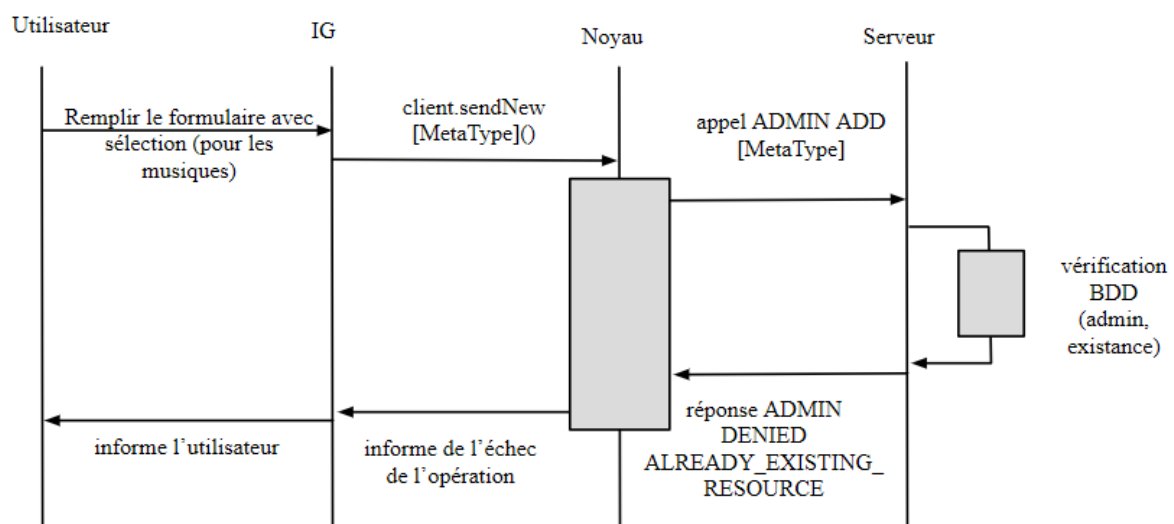 Utilisateur
IG
Noyau
Serveur
Remplir le formulaire avec
sélection (pour les
musiques)
client.sendNew
[MetaType]()
appel ADMIN ADD
[MetaType]
vérification
BDD
(admin,
existance)
réponse ADMIN
DENIED
ALREADY_EXISTING_
RESOURCE
informe de l'échec
de l'opération
informe l'utilisateur